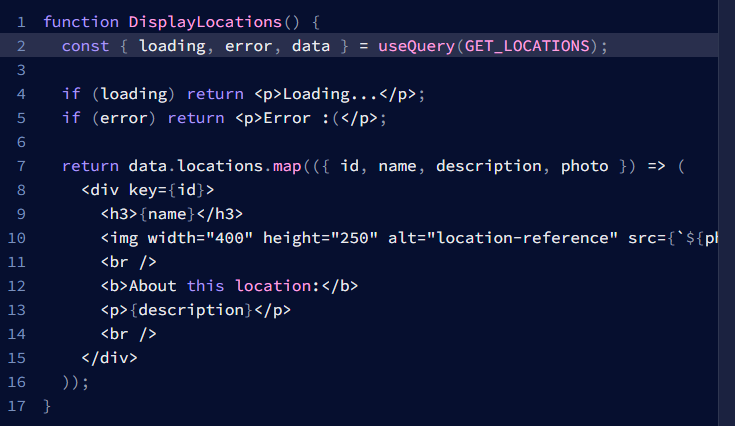 1 function DisplayLocations() {
2 const { loading, error, data } = useQuery(GET_LOCATIONS);
3
4 if (loading) return <p>Loading...</p>;
5 if (error) return <p>Error :(</p>;
6
7 return data.locations.map(({ id, name, description, photo }) => (
8 <div key={id}>
9 <h3>{name}</h3>
10 <img width="400" height="250" alt="location-reference" src={`${
11 <br />
12 <b>About this location:</b>
13 <p>{description}</p>
14 <br />
15 </div>
16 ));
17 }